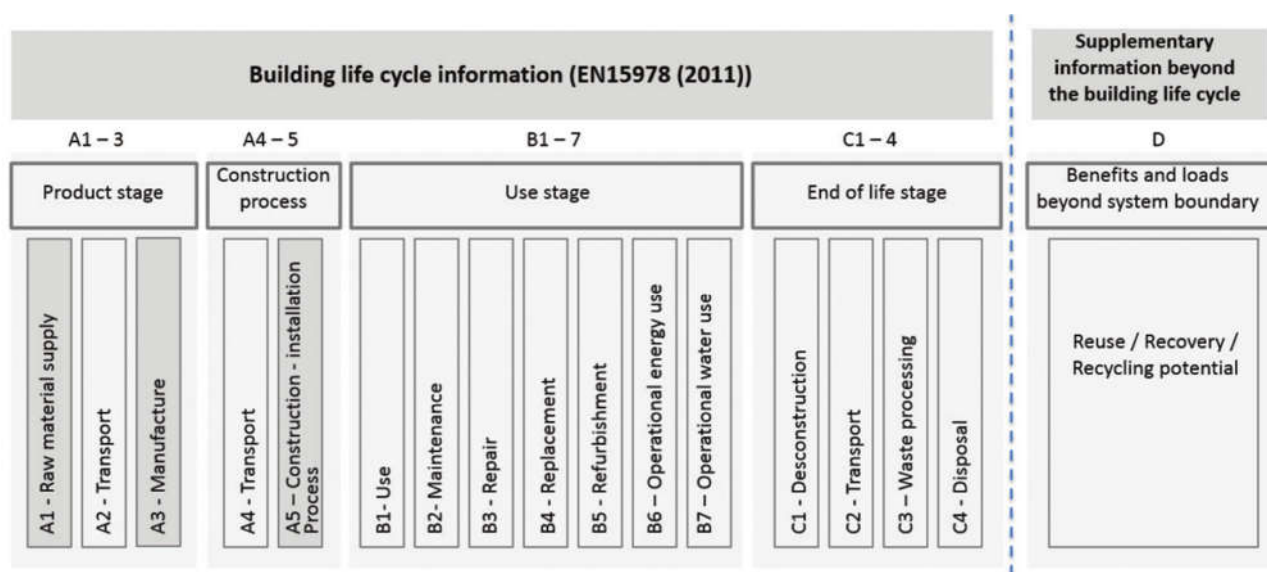 Building life cycle information (EN15978 (2011))
Supplementary
information beyond
the building life cycle
A1 – 3
A4 – 5
B1 – 7
C1 – 4
D
Product stage
Construction
process
Use stage
End of life stage
Benefits and loads
beyond system boundary
A1 - Raw material supply
A2 - Transport
A3 - Manufacture
A4 - Transport
A5 – Construction - installation
Process
B1- Use
B2- Maintenance
B3 - Repair
B4 - Replacement
B5 - Refurbishment
B6 – Operational energy use
B7 – Operational water use
C1 - Desconstruction
C2 - Transport
C3 – Waste processing
C4 - Disposal
Reuse / Recovery /
Recycling potential